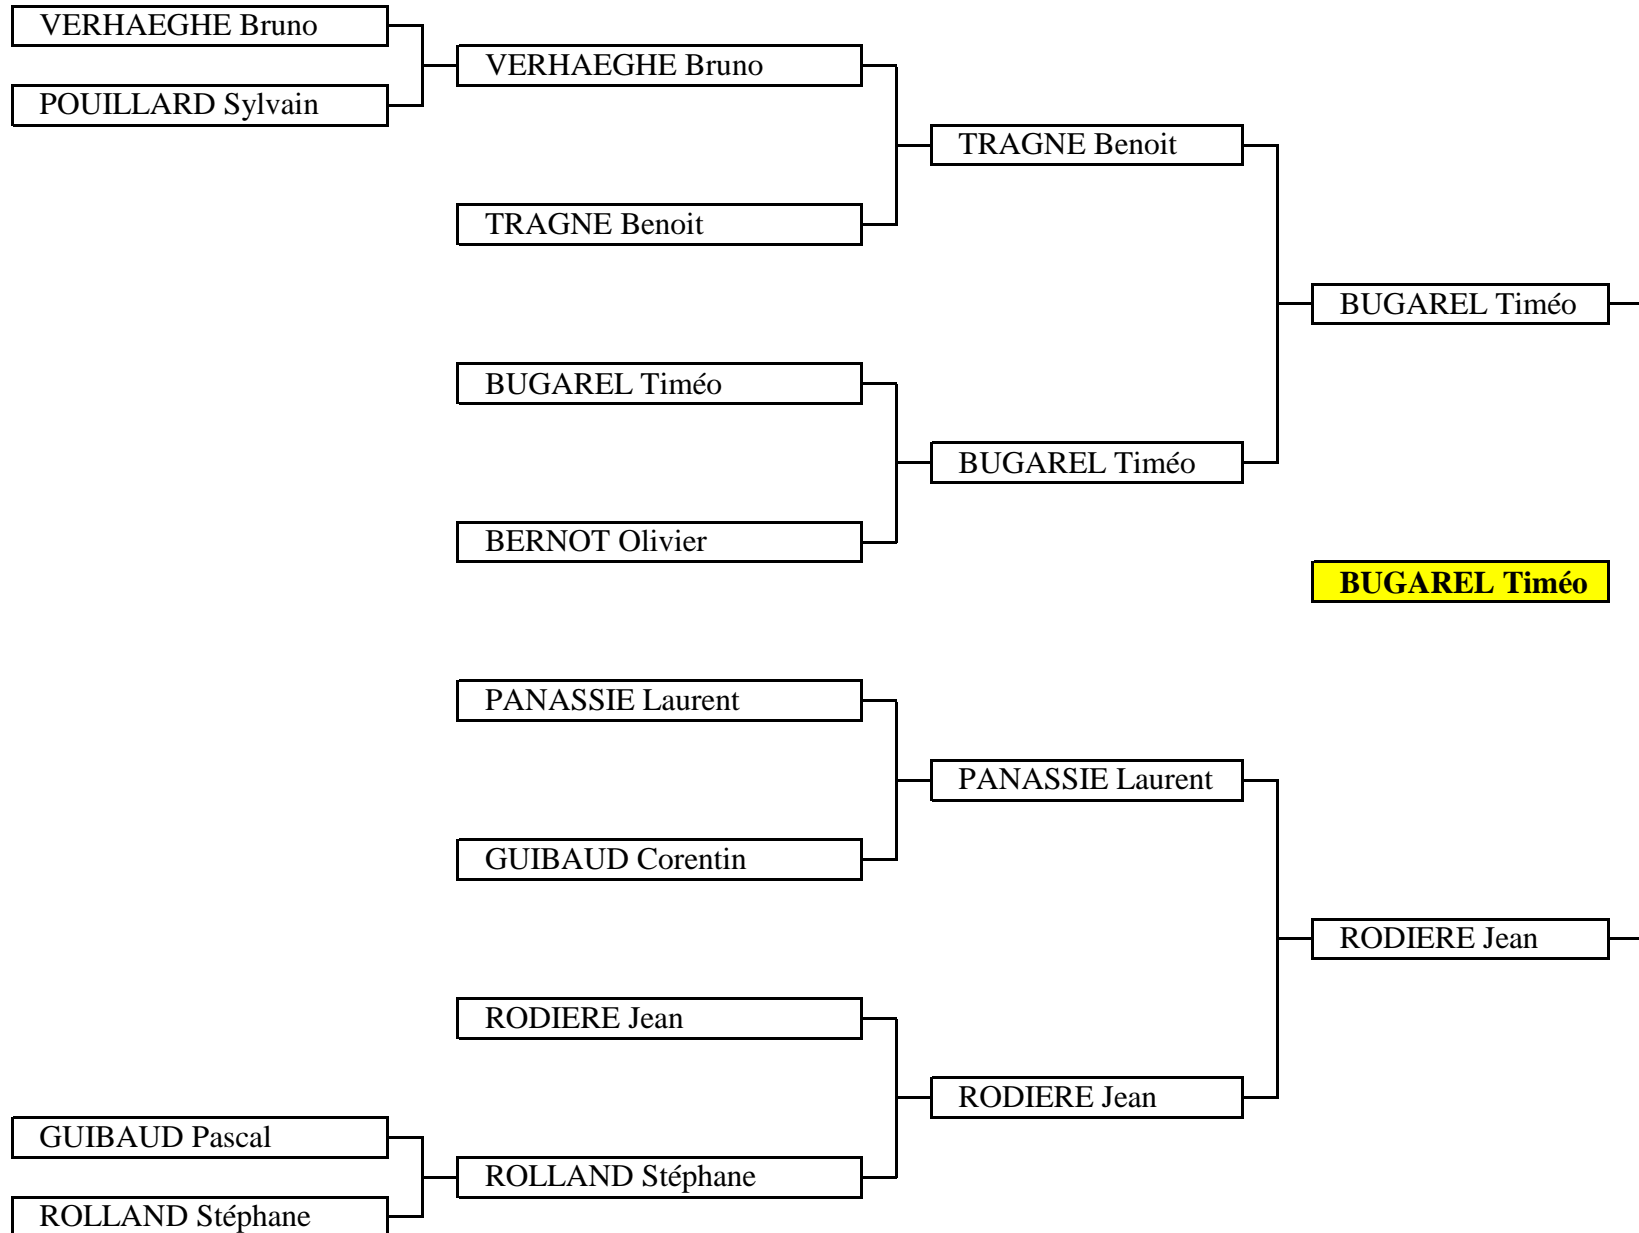 VERHAEGHE Bruno
VERHAEGHE Bruno
POUILLARD Sylvain
TRAGNE Benoit
TRAGNE Benoit
BUGAREL Timéo
BUGAREL Timéo
BUGAREL Timéo
BERNOT Olivier
BUGAREL Timéo
PANASSIE Laurent
PANASSIE Laurent
GUIBAUD Corentin
RODIERE Jean
RODIERE Jean
RODIERE Jean
GUIBAUD Pascal
ROLLAND Stéphane
ROLLAND Stéphane